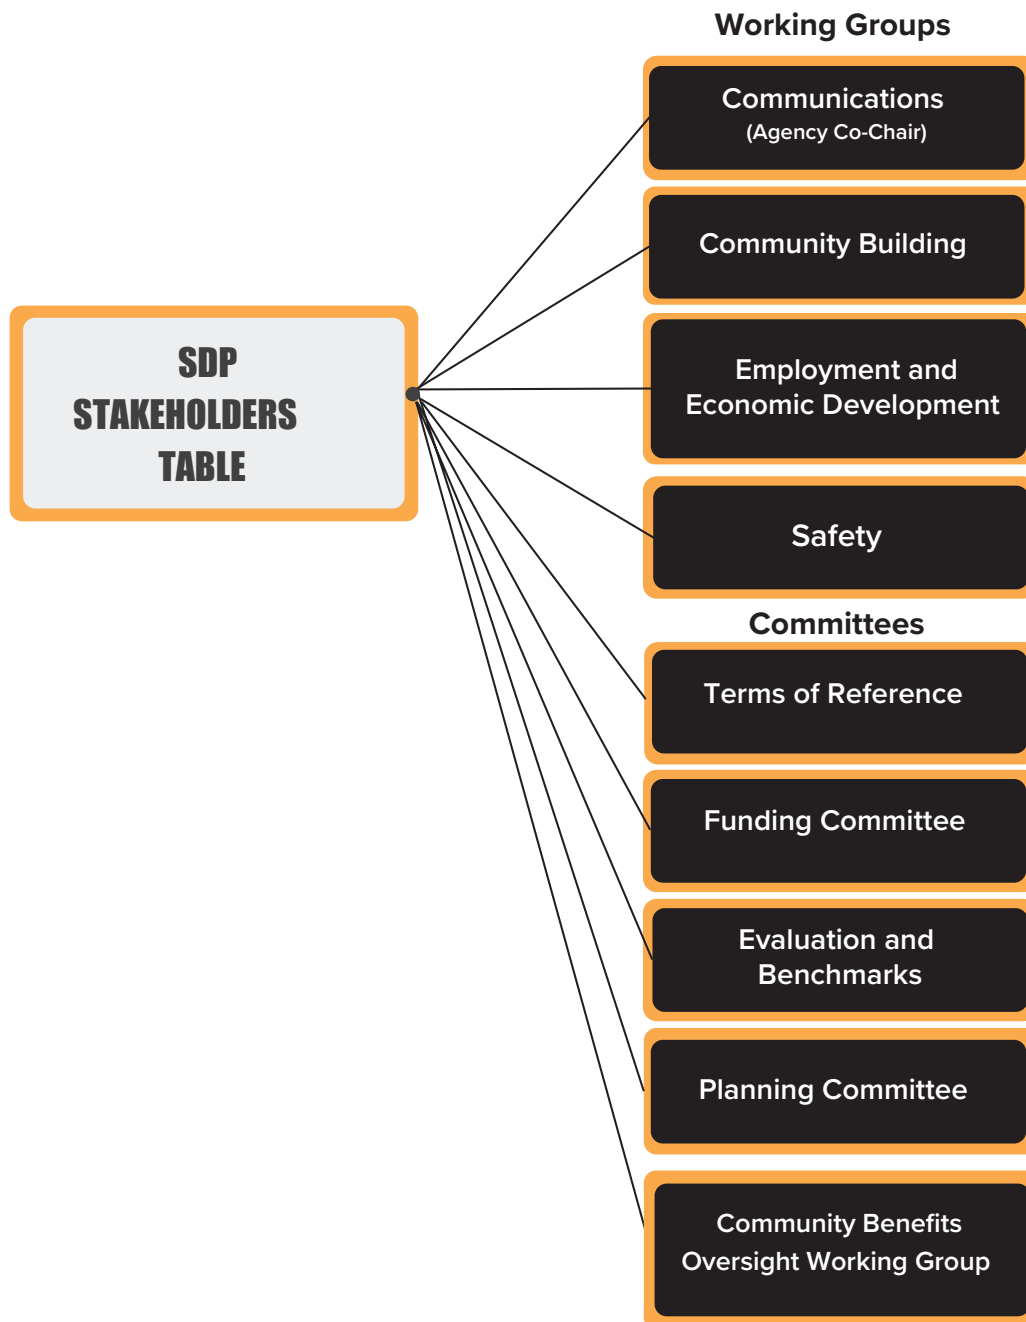 Working Groups
Communications
(Agency Co-Chair)
Community Building
Employment and
Economic Development
Safety
SDP
STAKEHOLDERS
TABLE
Committees
Terms of Reference
Funding Committee
Evaluation and
Benchmarks
Planning Committee
Community Benefits
Oversight Working Group